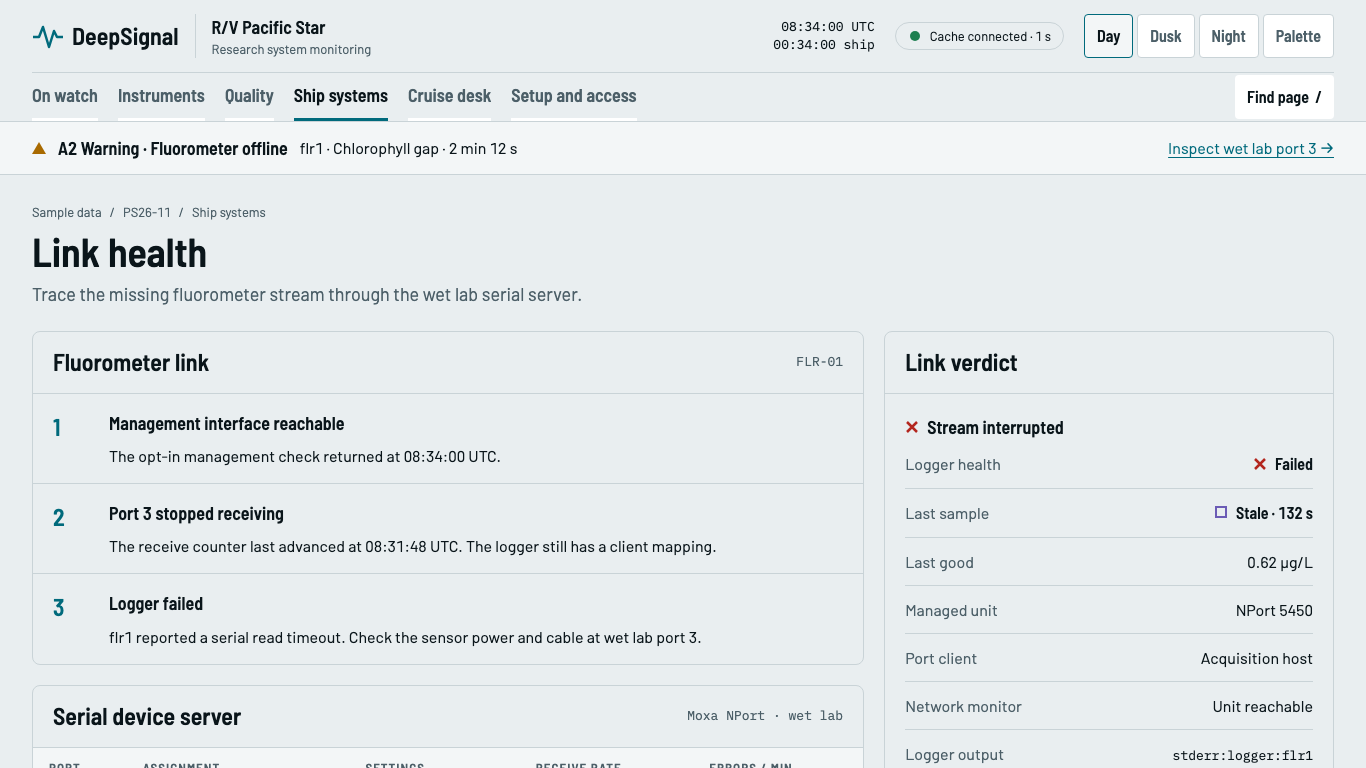 DeepSignal
R/V Pacific Star
Research system monitoring
08:34:00 UTC
00:34:00 ship
Cache connected · 1 s
Day
Dusk
Night
Palette
On watch
Instruments
Quality
Ship systems
Cruise desk
Setup and access
Find page /
A2 Warning · Fluorometer offline
flr1 · Chlorophyll gap · 2 min 12 s
Inspect wet lab port 3 →
Sample data / PS26-11 / Ship systems
Link health
Trace the missing fluorometer stream through the wet lab serial server.
Fluorometer link
FLR-01
1
Management interface reachable
The opt-in management check returned at 08:34:00 UTC.
2
Port 3 stopped receiving
The receive counter last advanced at 08:31:48 UTC. The logger still has a client mapping.
3
Logger failed
flr1 reported a serial read timeout. Check the sensor power and cable at wet lab port 3.
Serial device server
Moxa NPort · wet lab
PORT
ASSIGNMENT
SETTINGS
RECEIVE RATE
ERRORS / MIN
Link verdict
Stream interrupted
Logger health
Failed
Last sample
Stale · 132 s
Last good
0.62 µg/L
Managed unit
NPort 5450
Port client
Acquisition host
Network monitor
Unit reachable
Logger output
stderr:logger:flr1